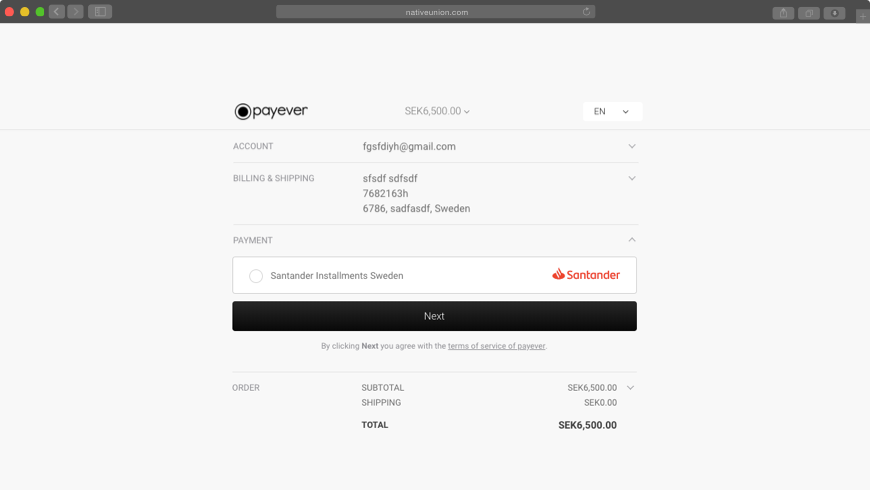 nativeunion.com
payever SEK6,500.00 EN
ACCOUNT fgsfdiyh@gmail.com
BILLING & SHIPPING sfsdf sdfsdf
7682163h
6786, sadfasdf, Sweden
PAYMENT
Santander Installments Sweden Santander
Next
By clicking Next you agree with the terms of service of payever.
ORDER SUBTOTAL SEK6,500.00
SHIPPING SEK0.00
TOTAL SEK6,500.00